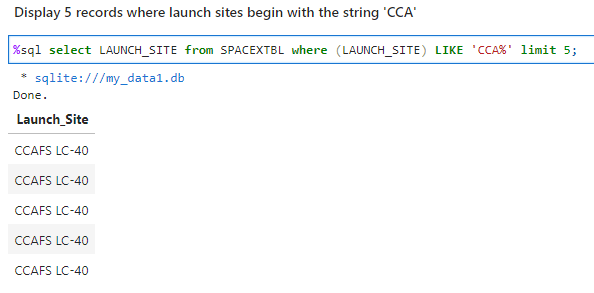 Display 5 records where launch sites begin with the string 'CCA'
%sql select LAUNCH_SITE from SPACEXTBL where (LAUNCH_SITE) LIKE 'CCA%' limit 5;
* sqlite:///my_data1.db
Done.
Launch_Site
CCAFS LC-40
CCAFS LC-40
CCAFS LC-40
CCAFS LC-40
CCAFS LC-40